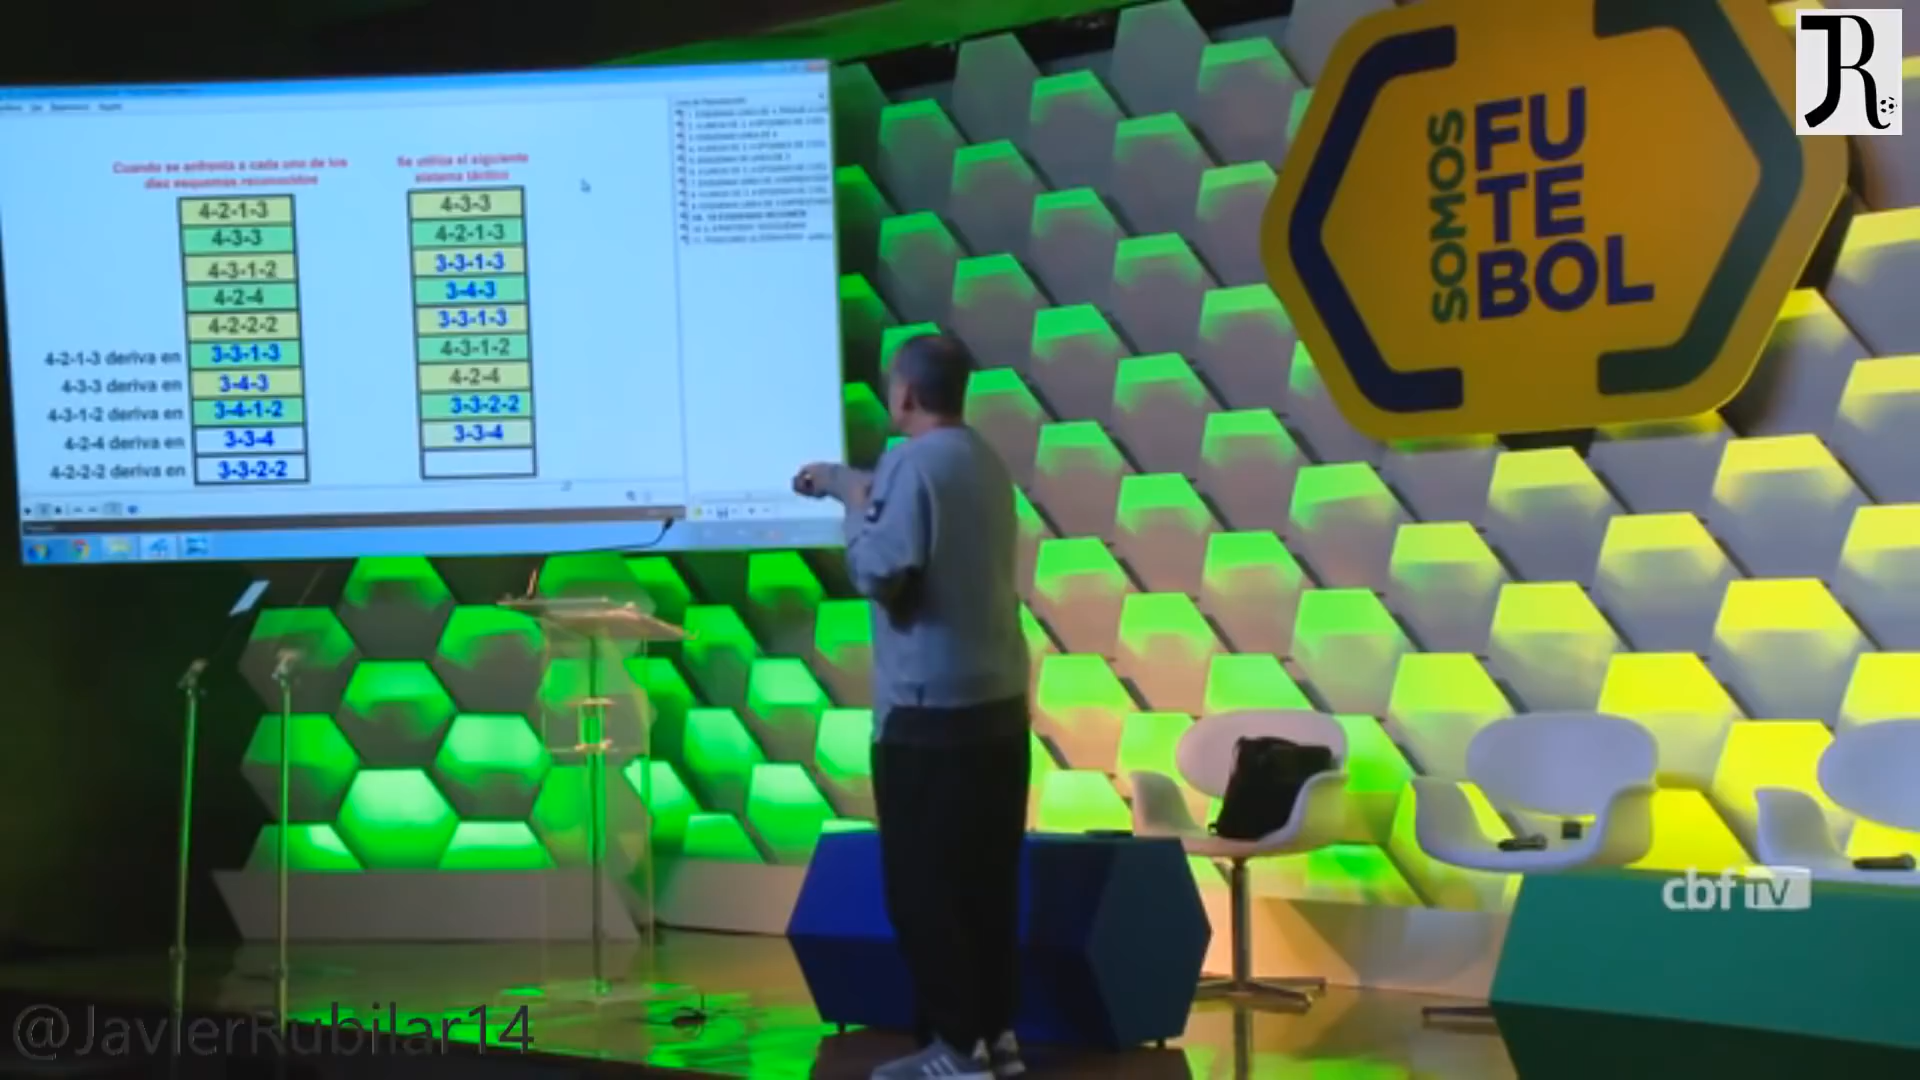 Cuando se enfrenta a cada uno de los
diez esquemas reconocidos
Se utiliza el siguiente
sistema táctico
4-2-1-3
4-3-3
4-3-1-2
4-2-4
4-2-2-2
4-2-1-3 deriva en 3-3-1-3
4-3-3 deriva en 3-4-3
4-3-1-2 deriva en 3-4-1-2
4-2-4 deriva en 3-3-4
4-2-2-2 deriva en 3-3-2-2
4-3-3
4-2-1-3
3-3-1-3
3-4-3
3-3-1-3
4-3-1-2
4-2-4
3-3-2-2
3-3-4
SOMOS
FU
TE
BOL
JR
cbf tv
@JavierRubilar14